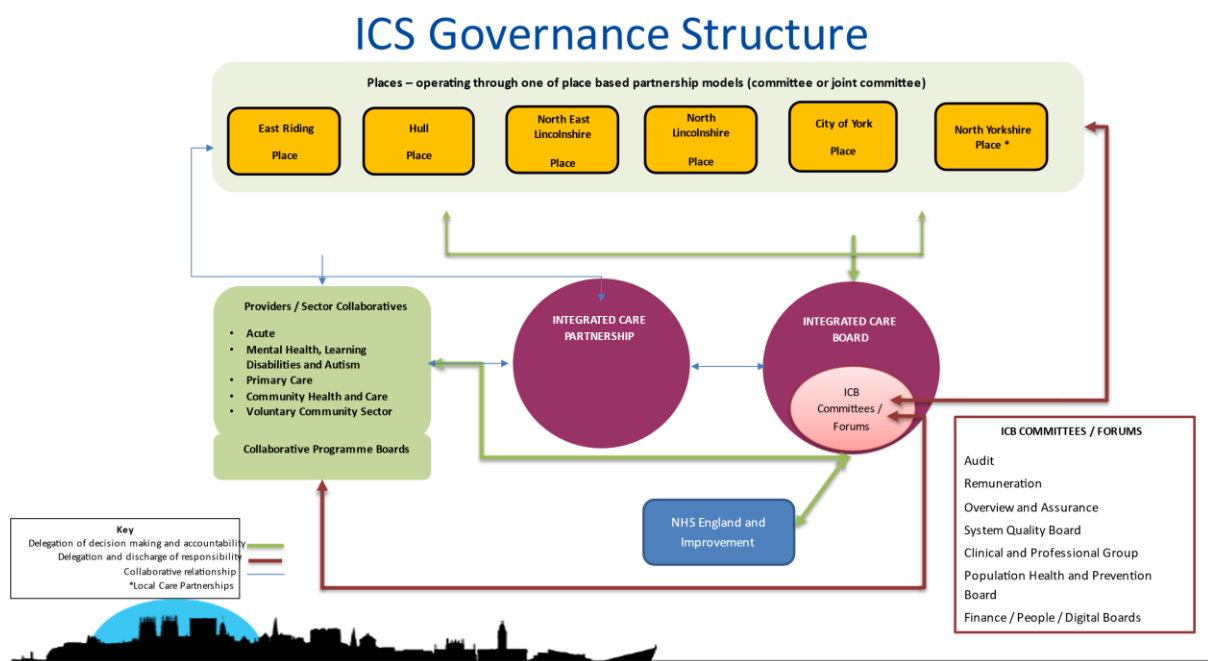 ICS Governance Structure
Places – operating through one of place based partnership models (committee or joint committee)
East Riding
Place
Hull
Place
North East
Lincolnshire
Place
North
Lincolnshire
Place
City of York
Place
North Yorkshire
Place *
Providers / Sector Collaboratives
• Acute
• Mental Health, Learning
Disabilities and Autism
• Primary Care
• Community Health and Care
• Voluntary Community Sector
Collaborative Programme Boards
INTEGRATED CARE
PARTNERSHIP
INTEGRATED CARE
BOARD
ICB
Committees /
Forums
NHS England and
Improvement
ICB COMMITTEES / FORUMS
Audit
Remuneration
Overview and Assurance
System Quality Board
Clinical and Professional Group
Population Health and Prevention
Board
Finance / People / Digital Boards
Key
Delegation of decision making and accountability
Delegation and discharge of responsibility
Collaborative relationship
*Local Care Partnerships